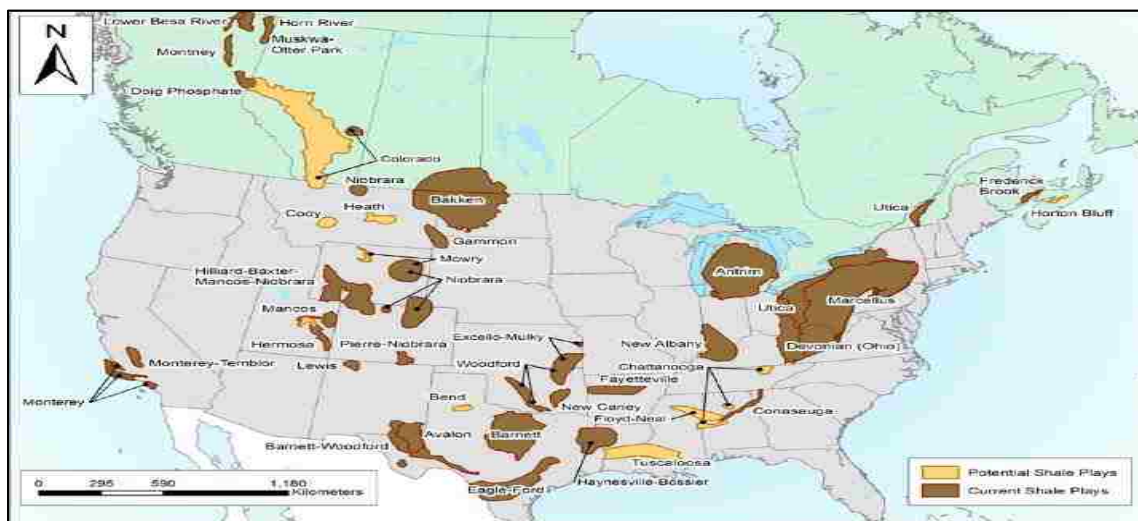 Lower Besa River
Horn River
N
Muskwa-
Otter Park
Montney
Doig Phosphate
Colorado
Niobrara
Frederick
Brook
Bakken
Utica
Heath
Cody
Horton Bluff
Gammon
Mowry
Antrim
Hilliard-Baxter-
Mancos-Niobrara
Niobrara
Utica
Marcellus
Mancos
Excello-Mulky
Hermosa
Pierre-Niobrara
New Albany
Devonian (Ohio)
Monterey-Temblor
Lewis
Woodford
Chattanooga
Fayetteville
Monterey
Bend
New Caney
Floyd-Neal
Conasauga
Avalon
Barnett
Barnett-Woodford
Tuscaloosa
0 295 590 1,180
Kilometers
Eagle-Ford
Haynesville-Bossier
Potential Shale Plays
Current Shale Plays